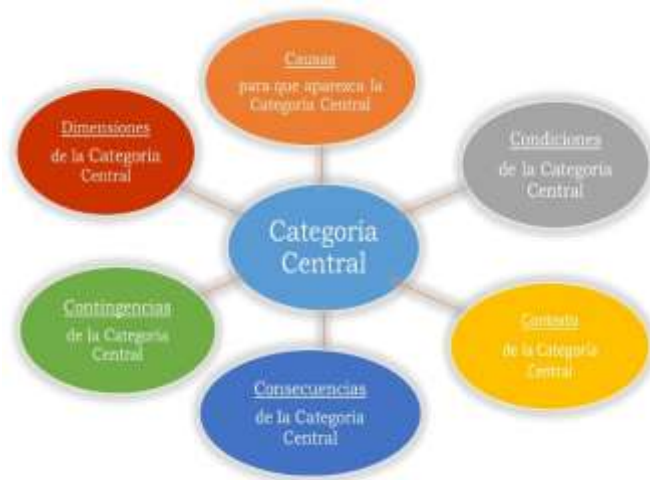 Causas
para que aparezca la
Categoría Central
Dimensiones
de la Categoría
Central
Condiciones
de la Categoría
Central
Categoría
Central
Contingencias
de la Categoría
Central
Contexto
de la Categoría
Central
Consecuencias
de la Categoría
Central